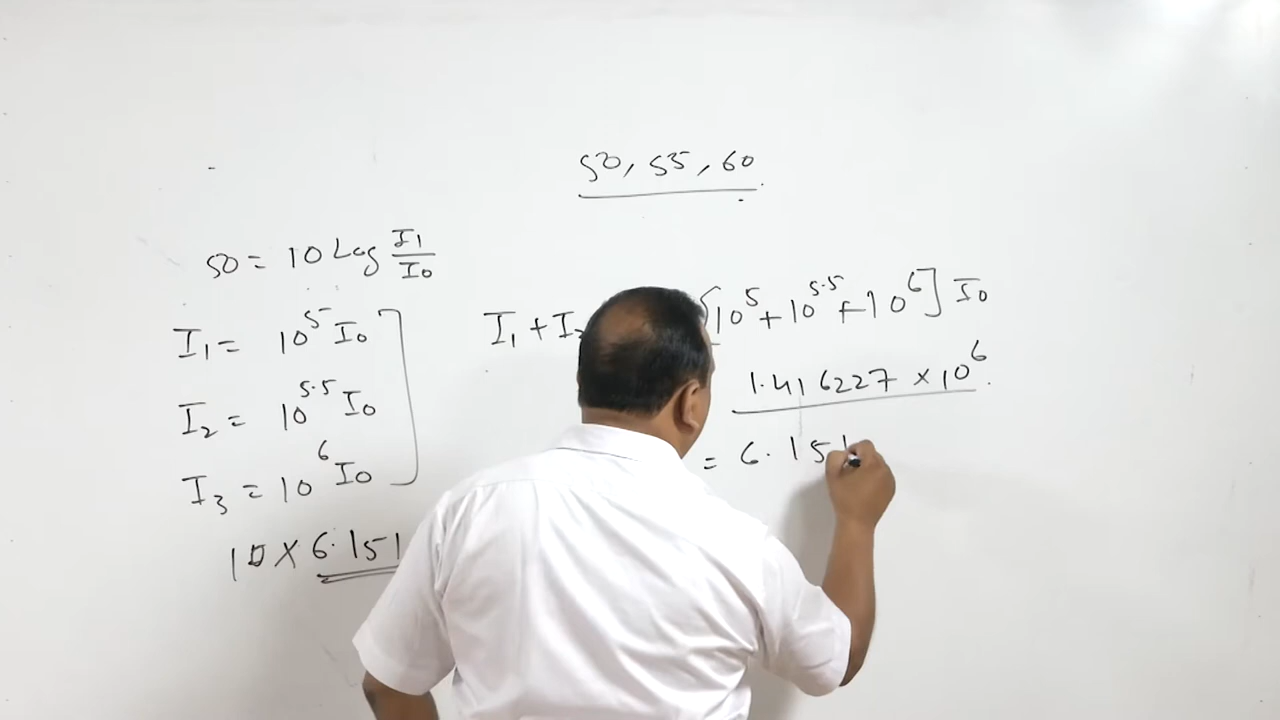 50, 55, 60
50 = 10 Log I1/I0
I1 = 10^5 I0
I2 = 10^5.5 I0
I3 = 10^6 I0
10 X 6.151
I1 + I
[10^5 + 10^5.5 + 10^6] I0
1.416227 × 10^6
= 6.151